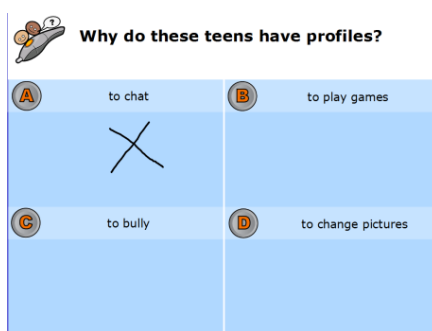 ?
Why do these teens have profiles?
A to chat
B to play games
C to bully
D to change pictures